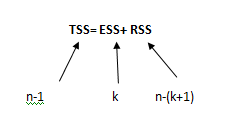 TSS= ESS+ RSS
n-1 k n-(k+1)